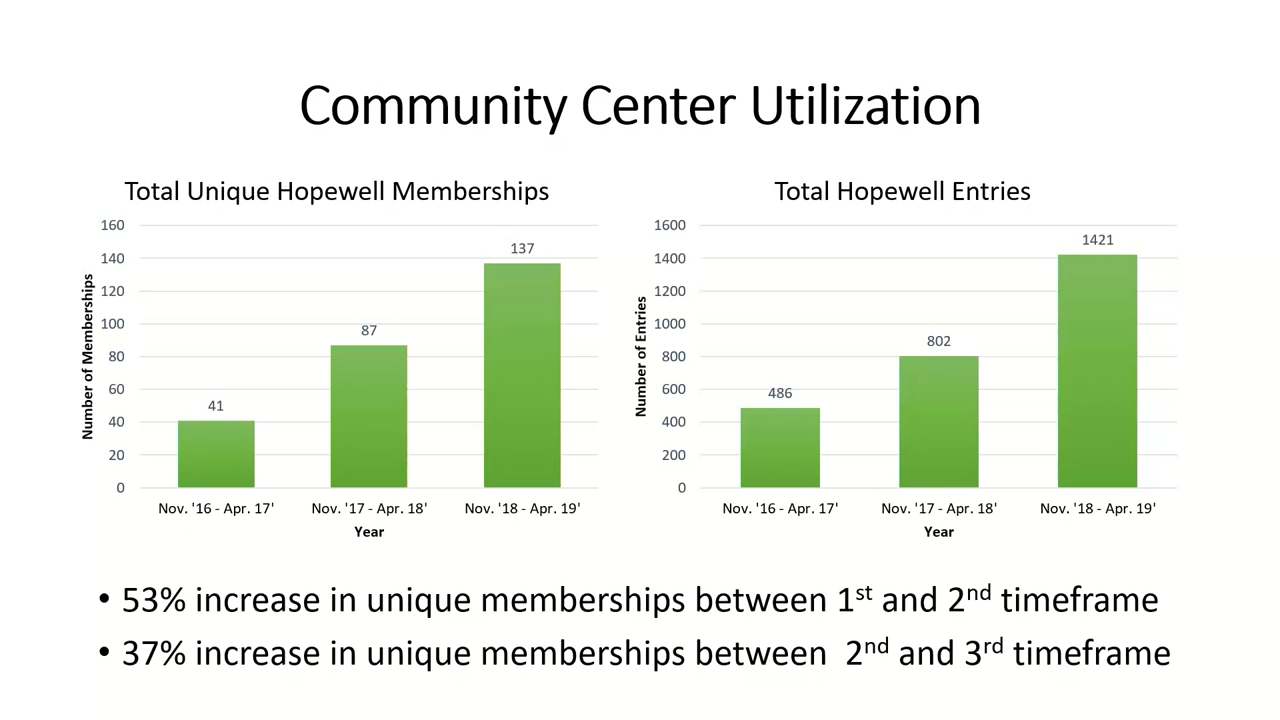 Community Center Utilization
Total Unique Hopewell Memberships
160
140
120
100
80
60
40
20
0
Number of Memberships
41
87
137
Nov. '16 - Apr. 17'
Nov. '17 - Apr. 18'
Nov. '18 - Apr. 19'
Year
Total Hopewell Entries
1600
1400
1200
1000
800
600
400
200
0
Number of Entries
486
802
1421
Nov. '16 - Apr. 17'
Nov. '17 - Apr. 18'
Nov. '18 - Apr. 19'
Year
• 53% increase in unique memberships between 1st and 2nd timeframe
• 37% increase in unique memberships between 2nd and 3rd timeframe